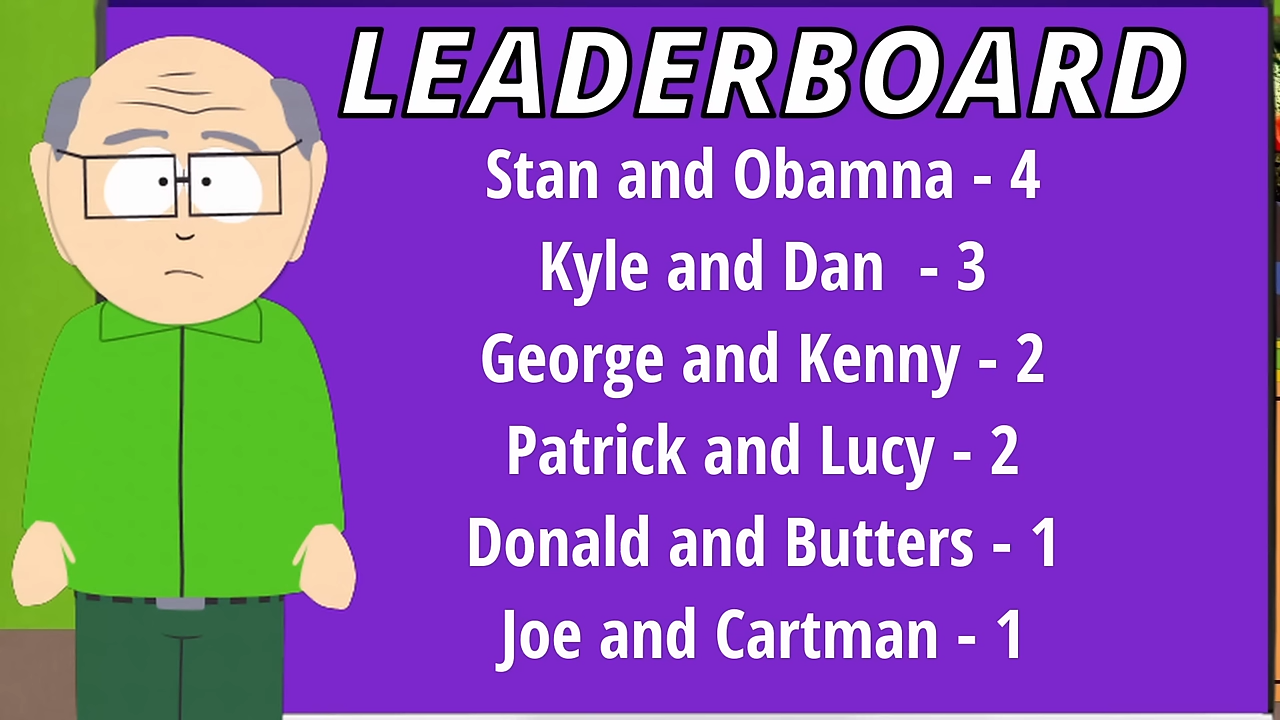 LEADERBOARD
Stan and Obamna - 4
Kyle and Dan  - 3
George and Kenny - 2
Patrick and Lucy - 2
Donald and Butters - 1
Joe and Cartman - 1